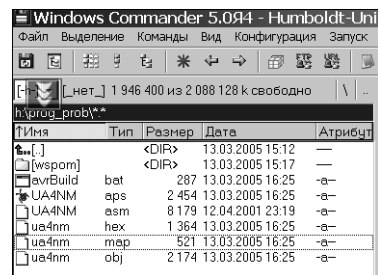 Windows Commander 5.0Я4 - Humboldt-Uni
Файл Выделение Команды Вид Конфигурация Запуск
FTP URL
[-h-] [_нет_] 1 946 400 из 2 088 128 k свободно \ ..
h:\prog_prob\*.*
↑Имя Тип Размер Дата Атрибут
[..] <DIR> 13.03.2005 15:12 —
[wspom] <DIR> 13.03.2005 15:17 —
avrBuild bat 287 13.03.2005 16:25 -a–
UA4NM aps 2 454 13.03.2005 16:25 -a–
UA4NM asm 8 179 12.04.2001 23:19 -a–
ua4nm hex 1 364 13.03.2005 16:25 -a–
ua4nm map 521 13.03.2005 16:25 -a–
ua4nm obj 2 174 13.03.2005 16:25 -a–